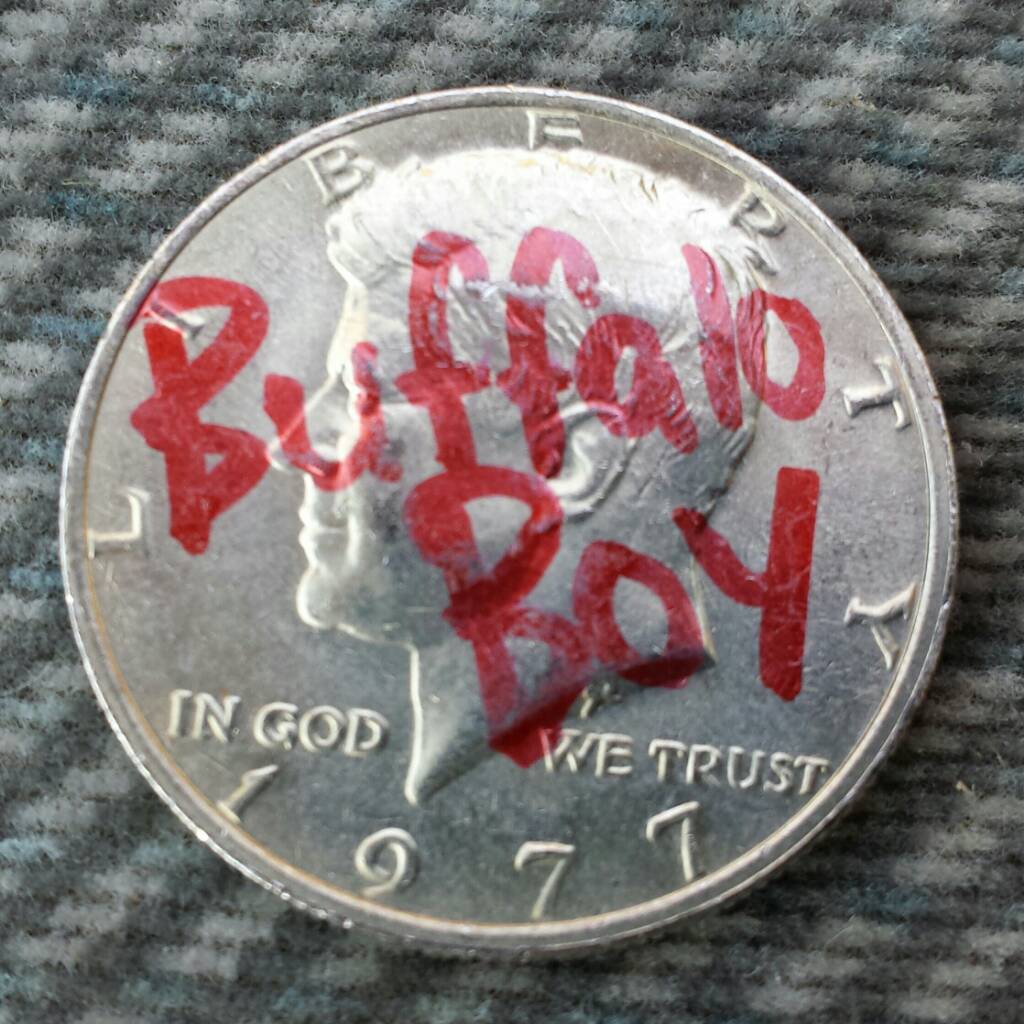 LIBERTY
Buffalo
Boy
IN GOD WE TRUST
1977